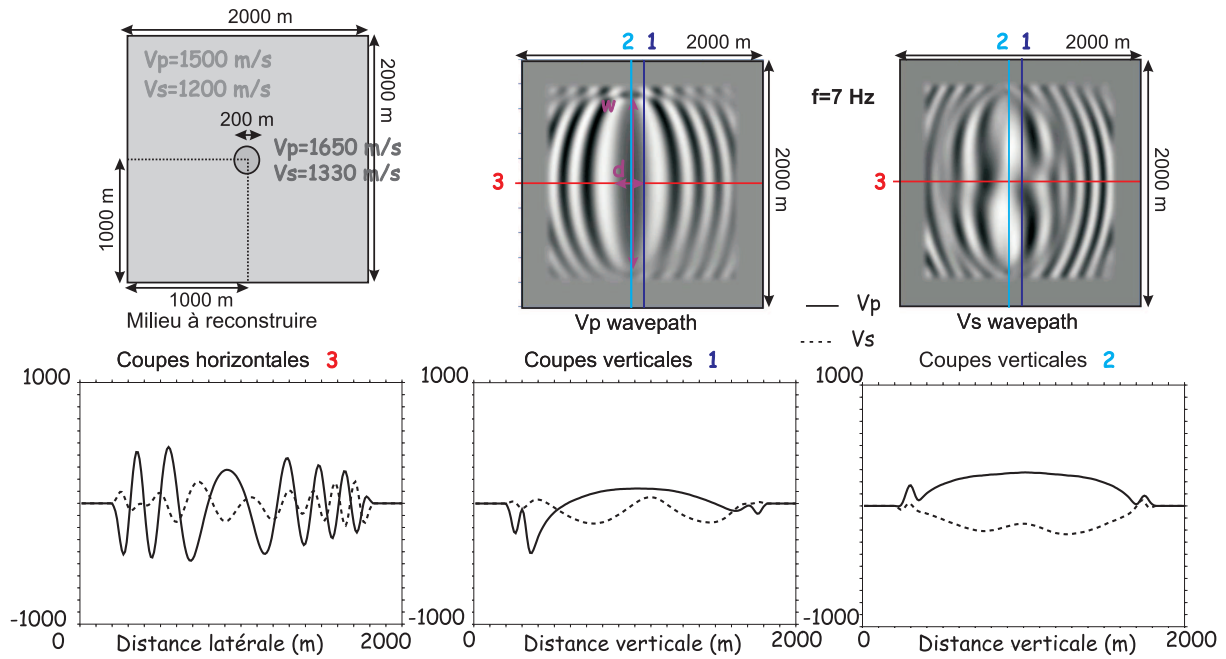 2000 m
Vp=1500 m/s
Vs=1200 m/s
200 m
Vp=1650 m/s
Vs=1330 m/s
2000 m
1000 m
1000 m
Milieu à reconstruire
2 1 2000 m
w
d
3
2000 m
Vp wavepath
f=7 Hz
2 1 2000 m
3
2000 m
Vs wavepath
Vp
Vs
Coupes horizontales 3
1000
-1000
0 Distance latérale (m) 2000
Coupes verticales 1
1000
-1000
0 Distance verticale (m) 2000
Coupes verticales 2
1000
-1000
0 Distance verticale (m) 2000